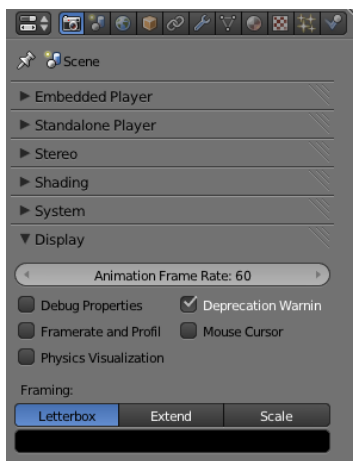 Scene
Embedded Player
Standalone Player
Stereo
Shading
System
Display
Animation Frame Rate: 60
Debug Properties
Deprecation Warnin
Framerate and Profil
Mouse Cursor
Physics Visualization
Framing:
Letterbox Extend Scale